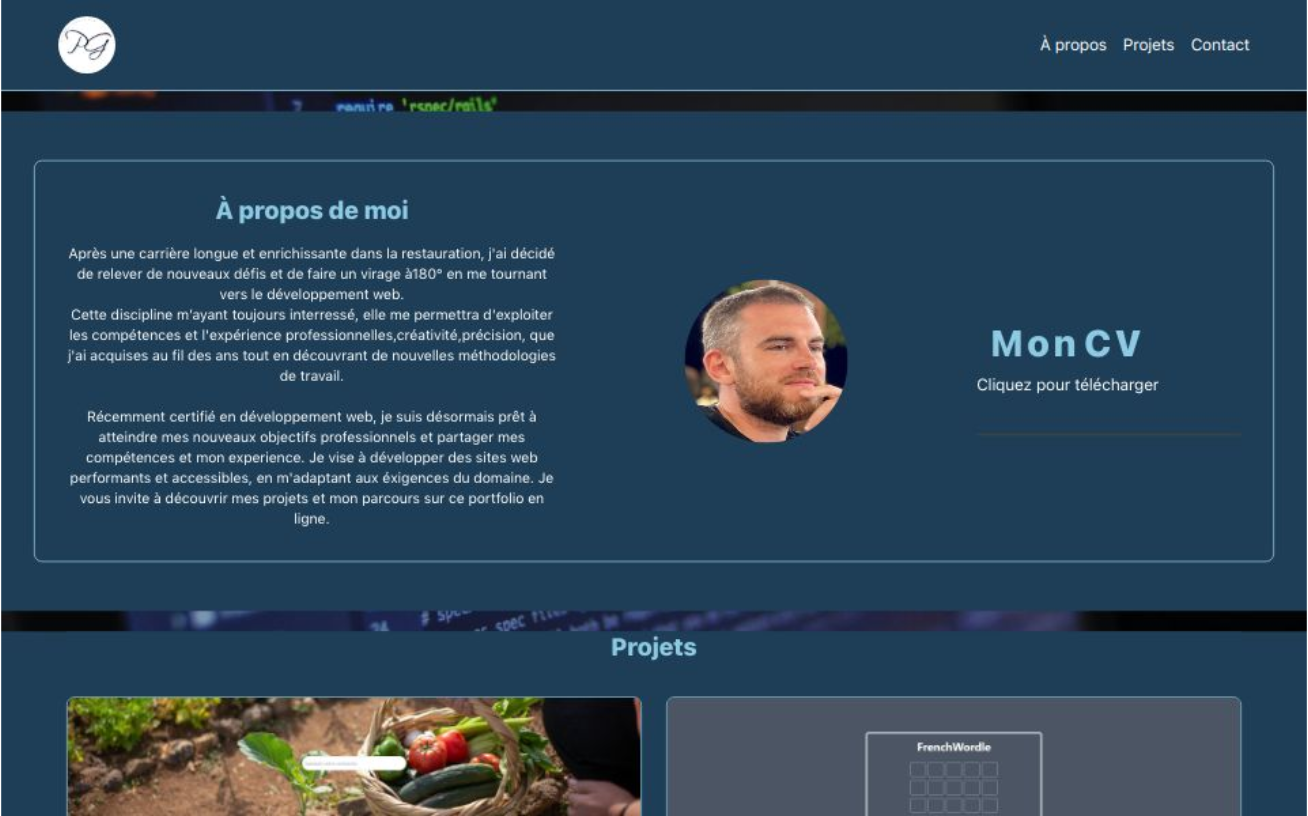 PG
À propos Projets Contact
2 require 'rspec/rails'
À propos de moi
Après une carrière longue et enrichissante dans la restauration, j'ai décidé
de relever de nouveaux défis et de faire un virage à180° en me tournant
vers le développement web.
Cette discipline m'ayant toujours interressé, elle me permettra d'exploiter
les compétences et l'expérience professionnelles,créativité,précision, que
j'ai acquises au fil des ans tout en découvrant de nouvelles méthodologies
de travail.
Récemment certifié en développement web, je suis désormais prêt à
atteindre mes nouveaux objectifs professionnels et partager mes
compétences et mon experience. Je vise à développer des sites web
performants et accessibles, en m'adaptant aux éxigences du domaine. Je
vous invite à découvrir mes projets et mon parcours sur ce portfolio en
ligne.
Mon CV
Cliquez pour télécharger
spec
Projets
FrenchWordle